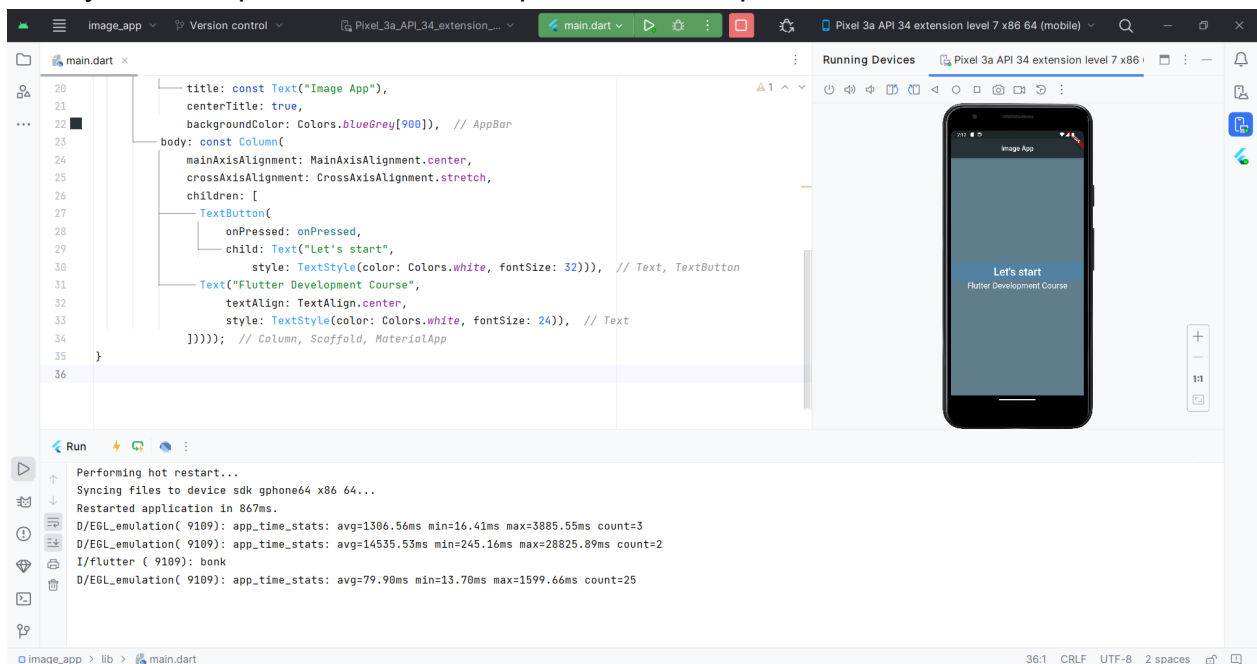 image_app
Version control
Pixel_3a_API_34_extension_...
main.dart
Pixel 3a API 34 extension level 7 x86 64 (mobile)
main.dart
Running Devices
Pixel 3a API 34 extension level 7 x86
20 title: const Text("Image App"),
1
21 centerTitle: true,
22 backgroundColor: Colors.blueGrey[900]), // AppBar
23 body: const Column(
24 mainAxisAlignment: MainAxisAlignment.center,
25 crossAxisAlignment: CrossAxisAlignment.stretch,
26 children: [
27 TextButton(
28 onPressed: onPressed,
29 child: Text("Let's start",
30 style: TextStyle(color: Colors.white, fontSize: 32))), // Text, TextButton
31 Text("Flutter Development Course",
32 textAlign: TextAlign.center,
33 style: TextStyle(color: Colors.white, fontSize: 24)), // Text
34 ])))); // Column, Scaffold, MaterialApp
35 }
36
Image App
Let's start
Flutter Development Course
1:1
Run
Performing hot restart...
Syncing files to device sdk gphone64 x86 64...
Restarted application in 867ms.
D/EGL_emulation( 9109): app_time_stats: avg=1306.56ms min=16.41ms max=3885.55ms count=3
D/EGL_emulation( 9109): app_time_stats: avg=14535.53ms min=245.16ms max=28825.89ms count=2
I/flutter ( 9109): bonk
D/EGL_emulation( 9109): app_time_stats: avg=79.90ms min=13.70ms max=1599.66ms count=25
image_app > lib > main.dart
36:1 CRLF UTF-8 2 spaces